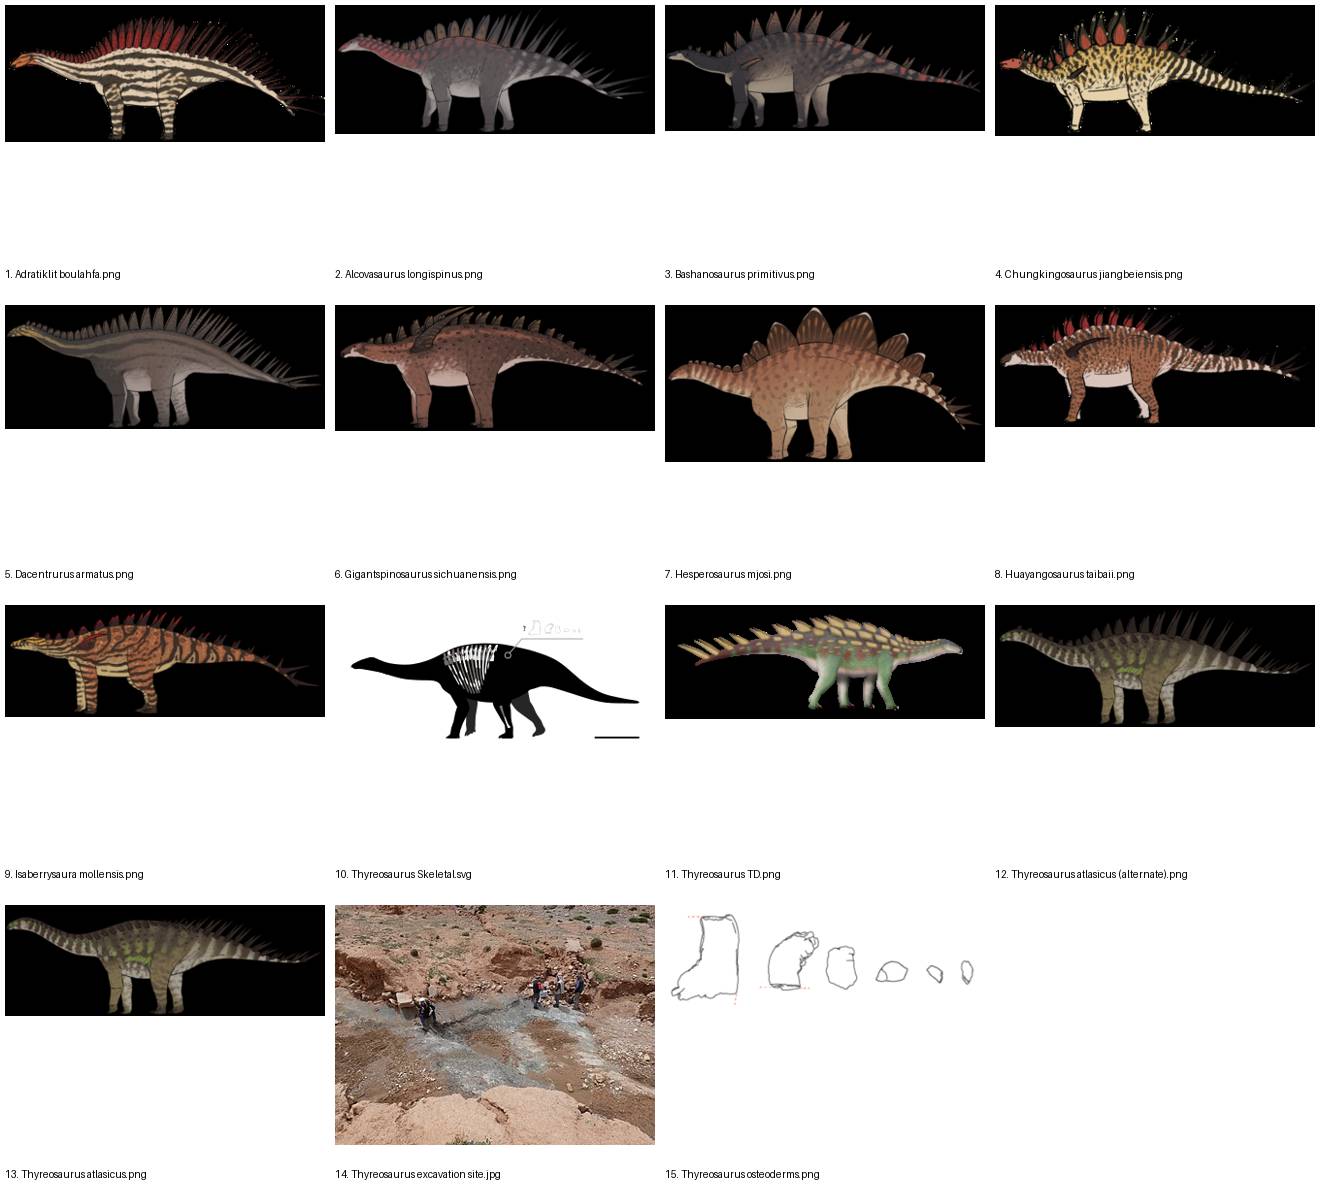 1. Adratiklit boulahfa.png
2. Alcovasaurus longispinus.png
3. Bashanosaurus primitivus.png
4. Chungkingosaurus jiangbeiensis.png
5. Dacentrurus armatus.png
6. Gigantspinosaurus sichuanensis.png
7. Hesperosaurus mjosi.png
8. Huayangosaurus taibaii.png
9. Isaberrysaura mollensis.png
?
10. Thyreosaurus Skeletal.svg
11. Thyreosaurus TD.png
12. Thyreosaurus atlasicus (alternate).png
13. Thyreosaurus atlasicus.png
14. Thyreosaurus excavation site.jpg
15. Thyreosaurus osteoderms.png